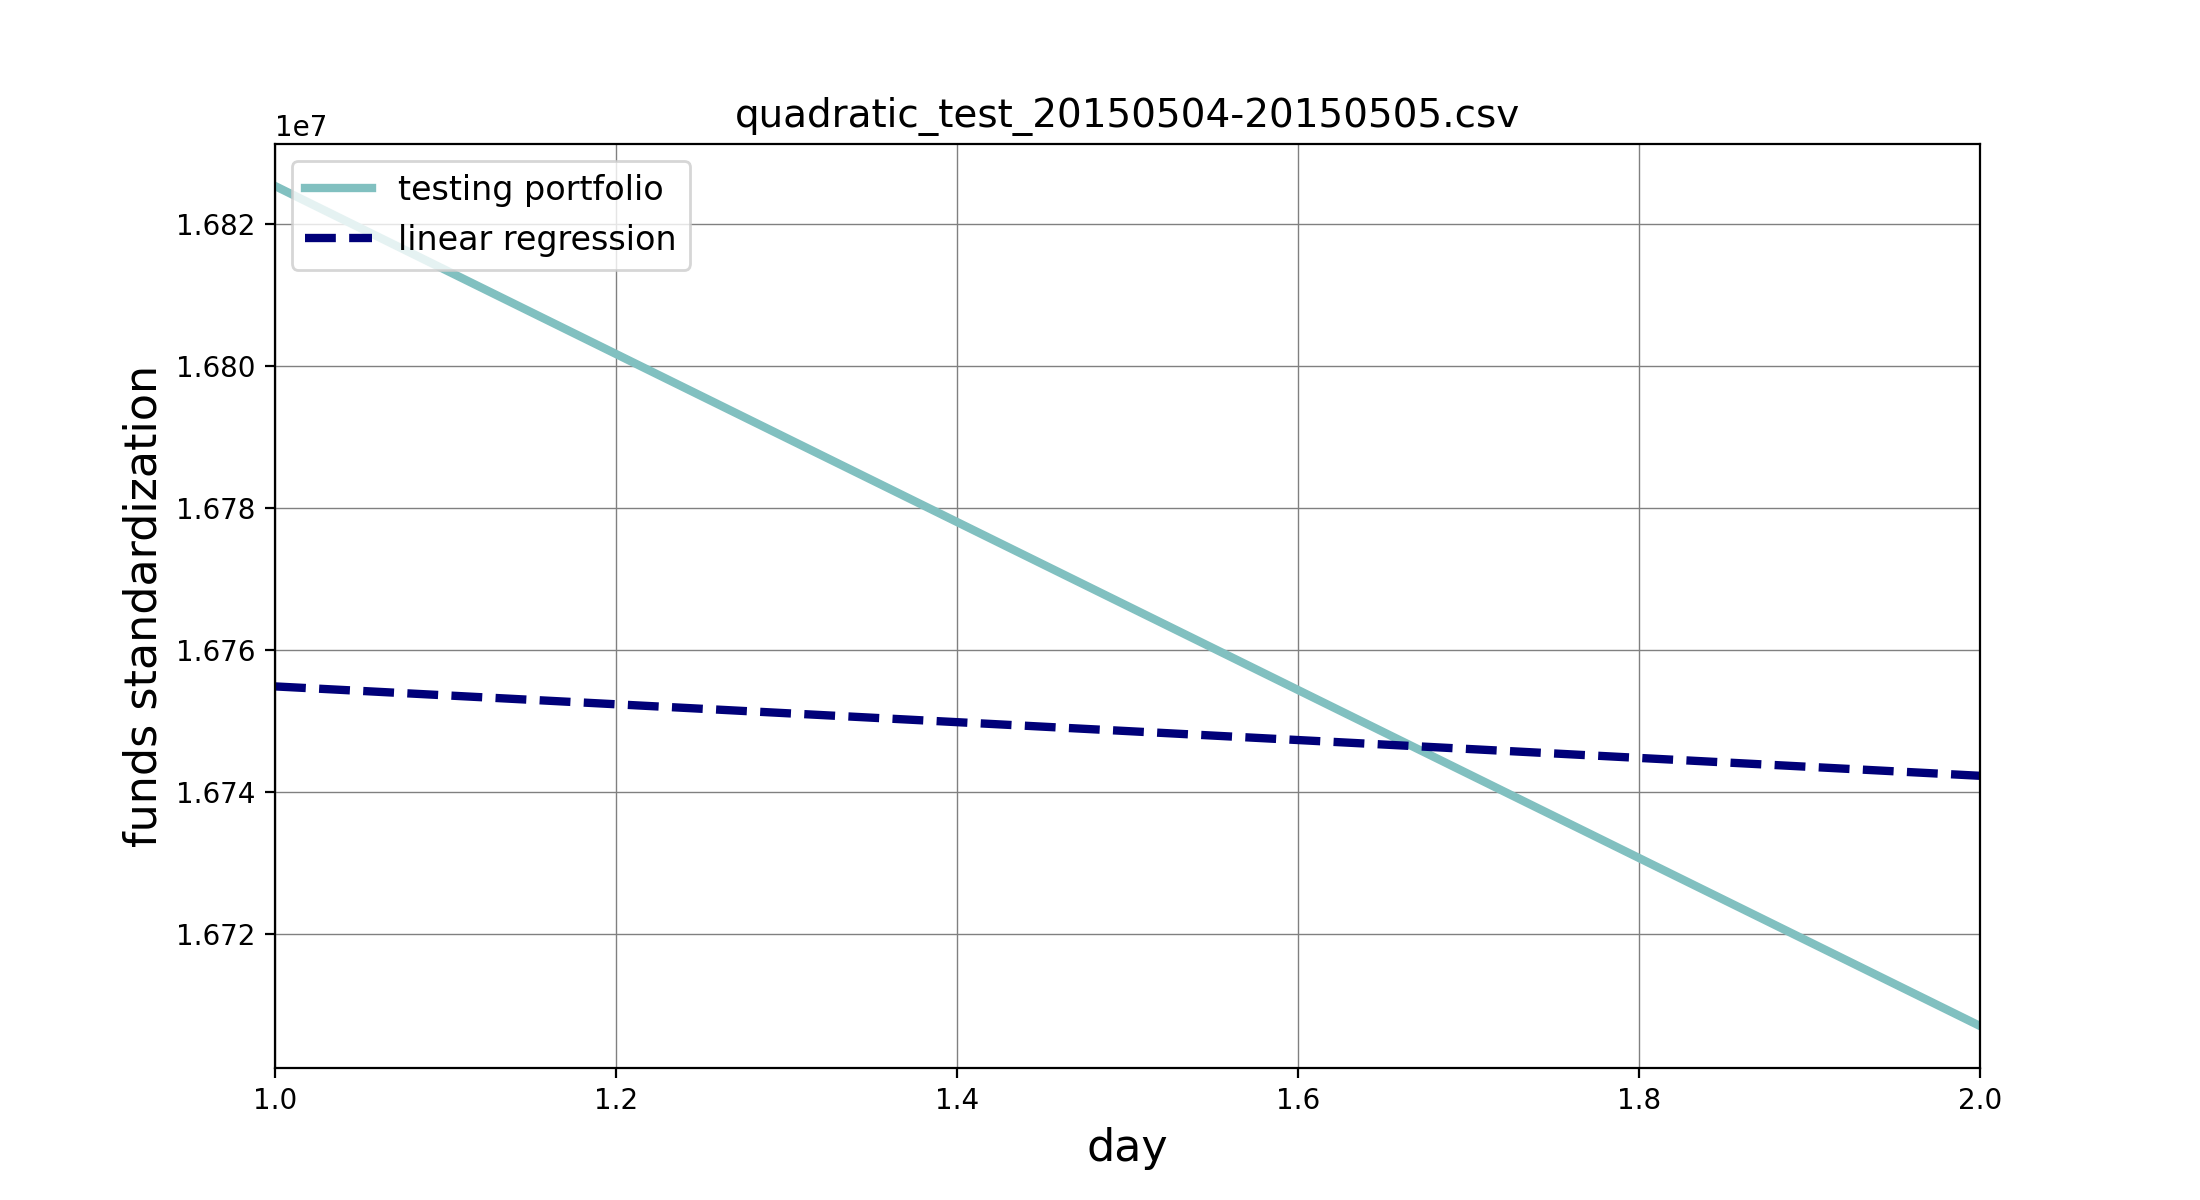 quadratic_test_20150504-20150505.csv
1e7
testing portfolio
linear regression
1.682
1.680
1.678
1.676
1.674
1.672
funds standardization
1.0 1.2 1.4 1.6 1.8 2.0
day